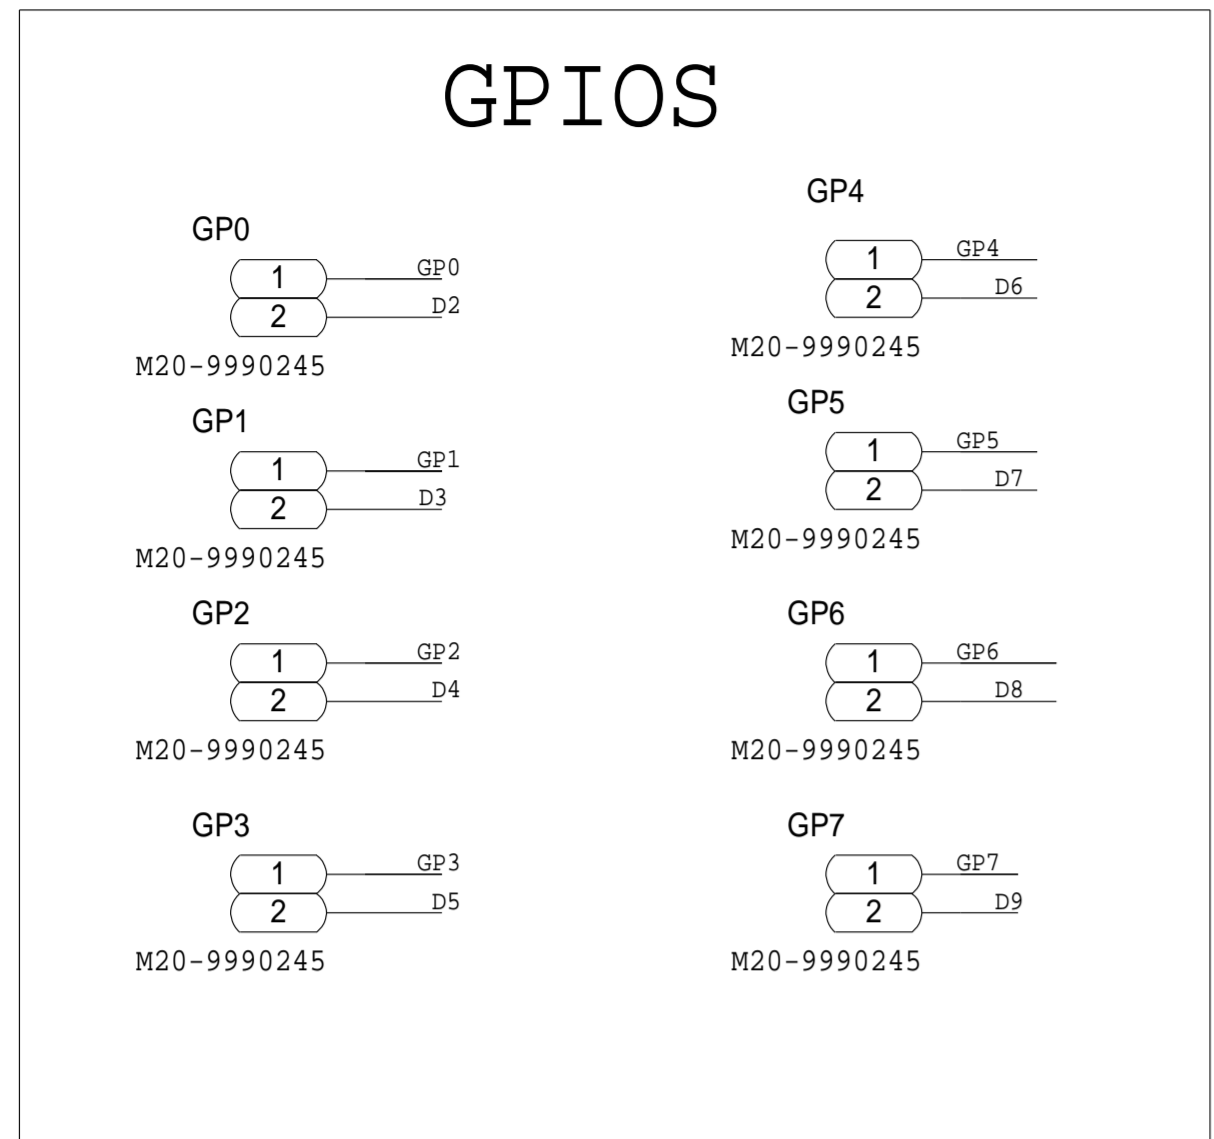 GPIOS
GP0
1 GP0
2 D2
M20-9990245
GP1
1 GP1
2 D3
M20-9990245
GP2
1 GP2
2 D4
M20-9990245
GP3
1 GP3
2 D5
M20-9990245
GP4
1 GP4
2 D6
M20-9990245
GP5
1 GP5
2 D7
M20-9990245
GP6
1 GP6
2 D8
M20-9990245
GP7
1 GP7
2 D9
M20-9990245